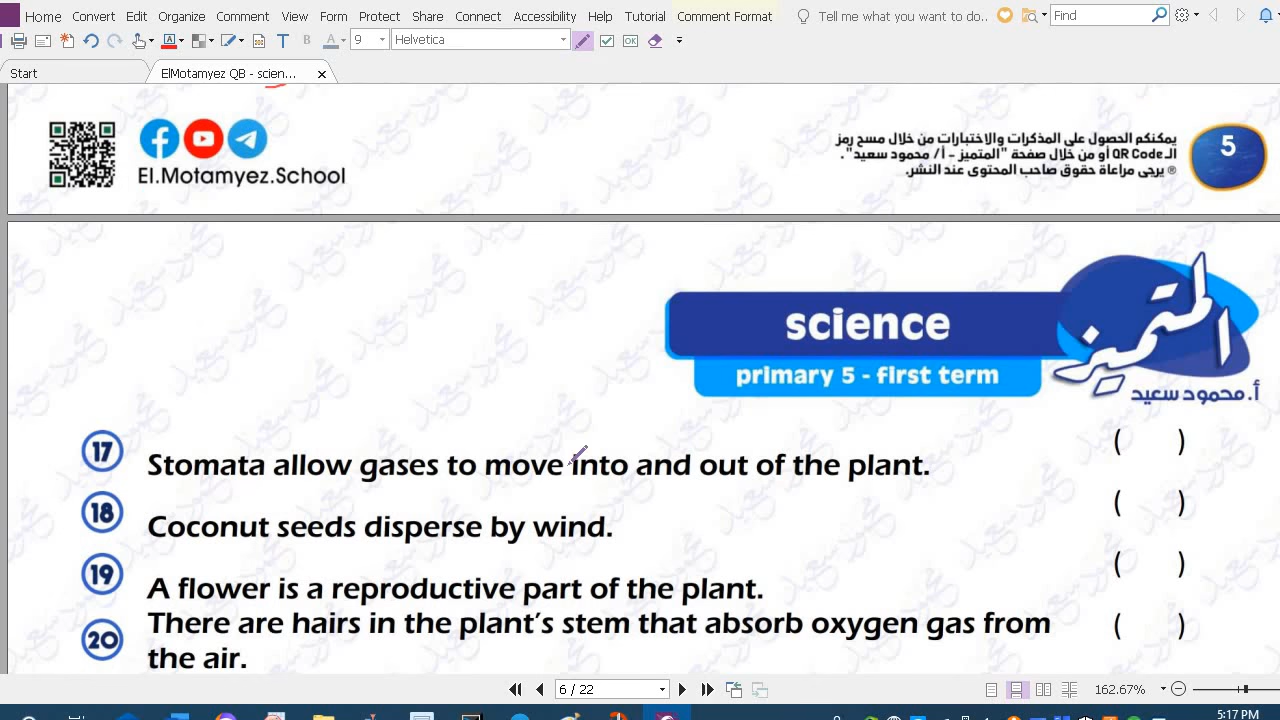 Home Convert Edit Organize Comment View Form Protect Share Connect Accessibility Help Tutorial Comment Format Tell me what you want to do.. Find
9 Helvetica
Start ElMotamyez QB - scien... ×
El.Motamyez.School
يمكنكم الحصول على المذكرات والاختبارات من خلال مسح رمز
الـ QR Code أو من خلال صفحة "المتميز - أ/ محمود سعيد".
® يرجى مراعاة حقوق صاحب المحتوى عند النشر.
5
science
primary 5 - first term
المتميز
أ. محمود سعيد
17 Stomata allow gases to move into and out of the plant. ( )
18 Coconut seeds disperse by wind. ( )
19 A flower is a reproductive part of the plant. ( )
20 There are hairs in the plant’s stem that absorb oxygen gas from ( )
the air.
6 / 22 162.67%
5:17 PM